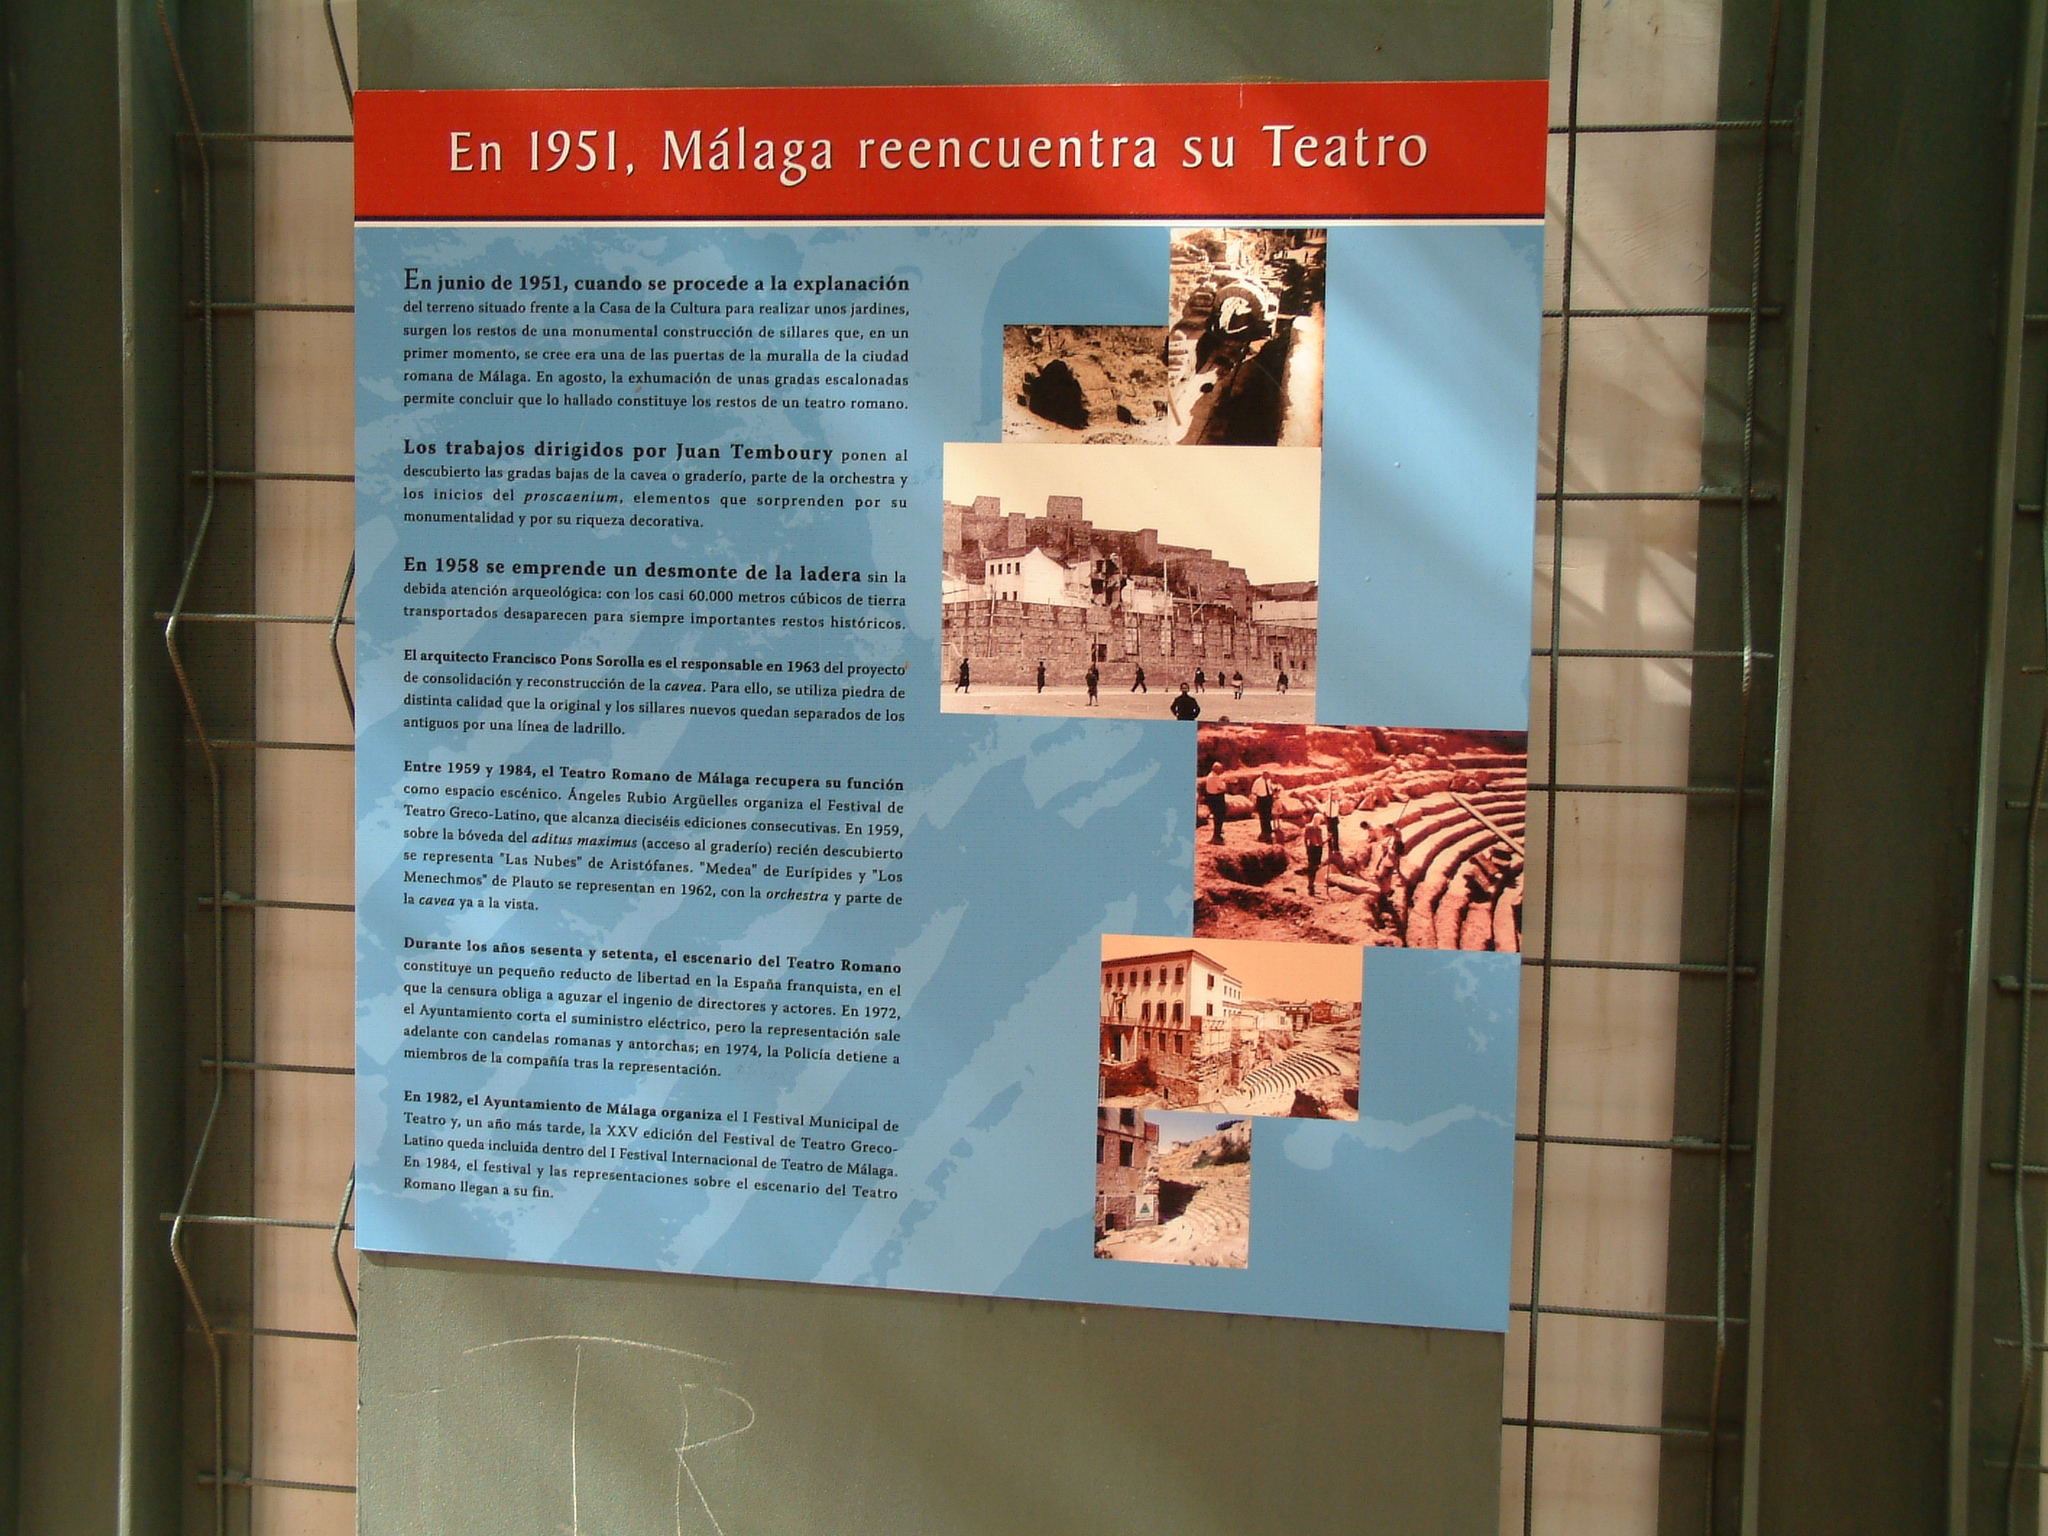 En 1951, Málaga reencuentra su Teatro
En junio de 1951, cuando se procede a la explanación
del terreno situado frente a la Casa de la Cultura para realizar unos jardines,
surgen los restos de una monumental construcción de sillares que, en un
primer momento, se cree era una de las puertas de la muralla de la ciudad
romana de Málaga. En agosto, la exhumación de unas gradas escalonadas
permite concluir que lo hallado constituye los restos de un teatro romano.
Los trabajos dirigidos por Juan Temboury ponen al
descubierto las gradas bajas de la cavea o graderío, parte de la orchestra y
los inicios del proscaenium, elementos que sorprenden por su
monumentalidad y por su riqueza decorativa.
En 1958 se emprende un desmonte de la ladera sin la
debida atención arqueológica: con los casi 60.000 metros cúbicos de tierra
transportados desaparecen para siempre importantes restos históricos.
El arquitecto Francisco Pons Sorolla es el responsable en 1963 del proyecto
de consolidación y reconstrucción de la cavea. Para ello, se utiliza piedra de
distinta calidad que la original y los sillares nuevos quedan separados de los
antiguos por una línea de ladrillo.
Entre 1959 y 1984, el Teatro Romano de Málaga recupera su función
como espacio escénico. Ángeles Rubio Argüelles organiza el Festival de
Teatro Greco-Latino, que alcanza dieciséis ediciones consecutivas. En 1959,
sobre la bóveda del aditus maximus (acceso al graderío) recién descubierto
se representa "Las Nubes" de Aristófanes. "Medea" de Eurípides y "Los
Menechmos" de Plauto se representan en 1962, con la orchestra y parte de
la cavea ya a la vista.
Durante los años sesenta y setenta, el escenario del Teatro Romano
constituye un pequeño reducto de libertad en la España franquista, en el
que la censura obliga a aguzar el ingenio de directores y actores. En 1972,
el Ayuntamiento corta el suministro eléctrico, pero la representación sale
adelante con candelas romanas y antorchas; en 1974, la Policía detiene a
miembros de la compañía tras la representación.
En 1982, el Ayuntamiento de Málaga organiza el I Festival Municipal de
Teatro y, un año más tarde, la XXV edición del Festival de Teatro Greco-
Latino queda incluida dentro del I Festival Internacional de Teatro de Málaga.
En 1984, el festival y las representaciones sobre el escenario del Teatro
Romano llegan a su fin.
TR